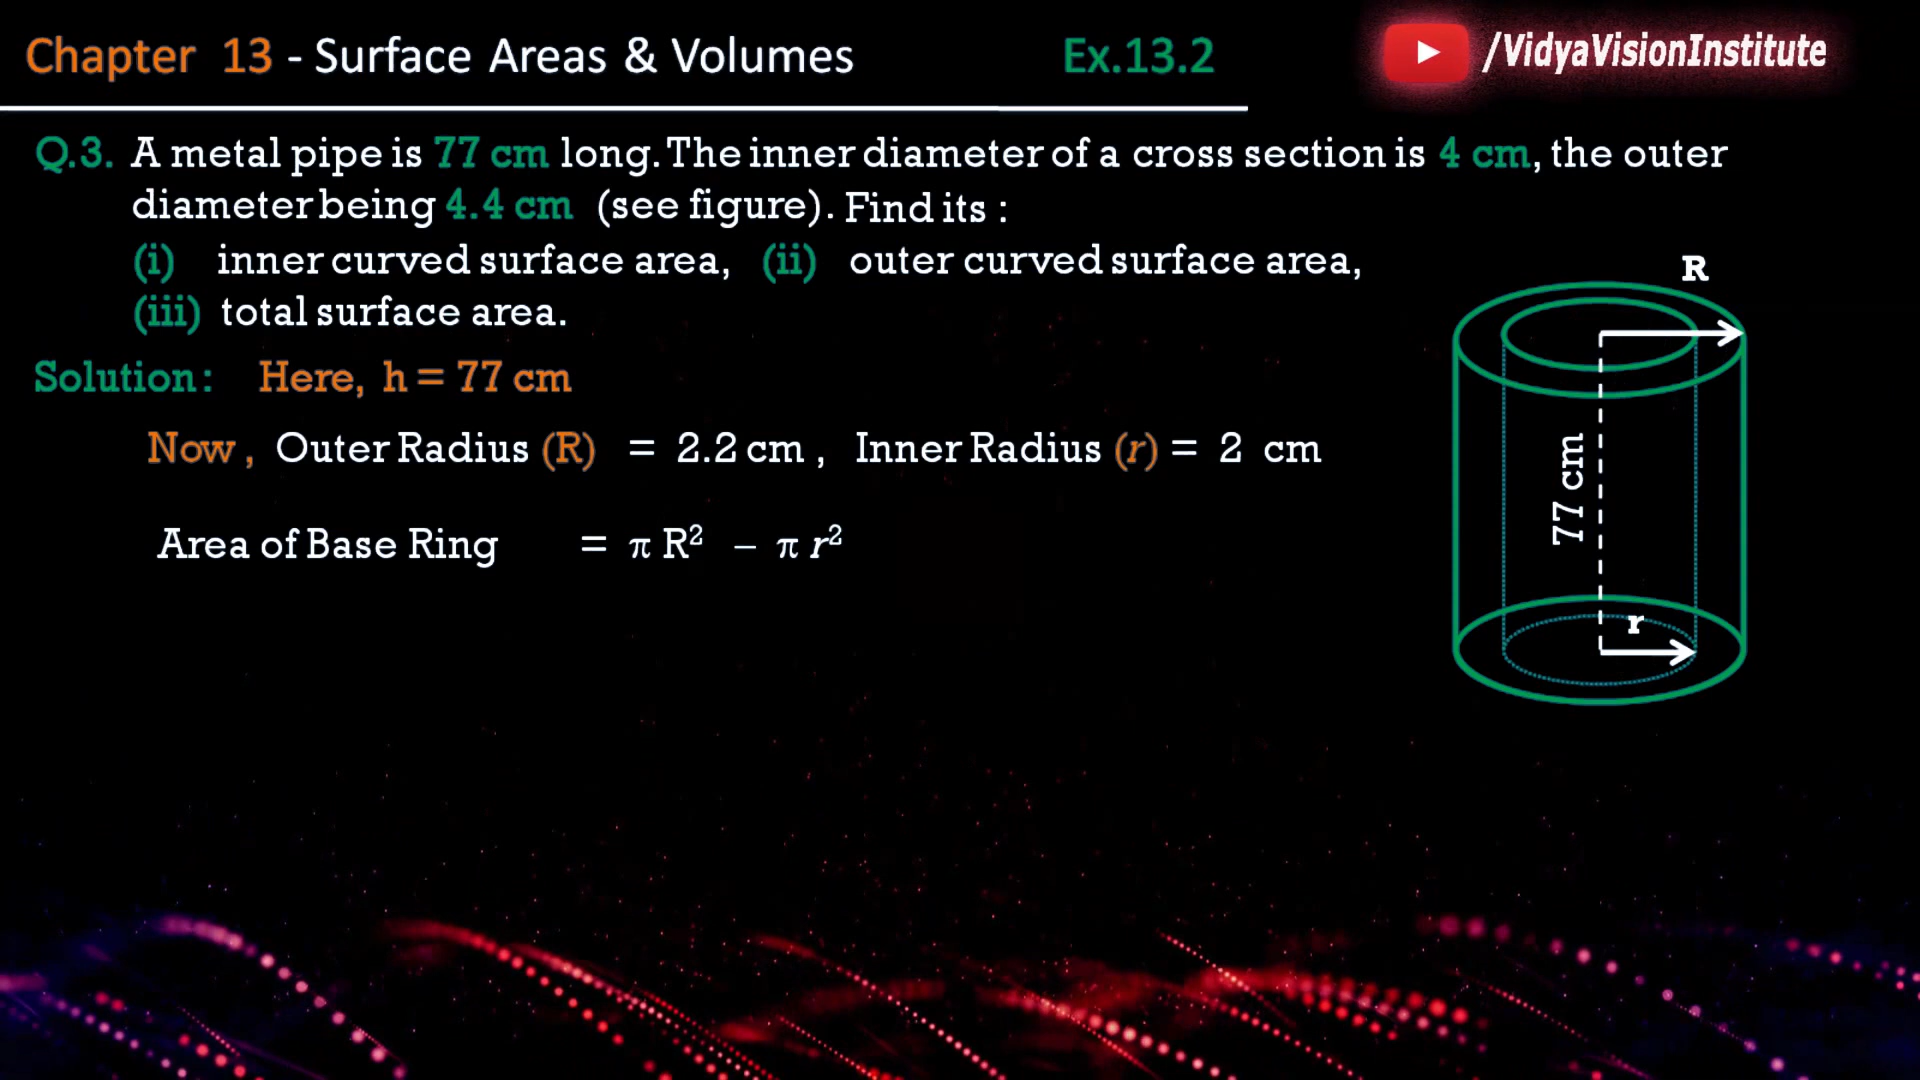 Chapter 13 - Surface Areas & Volumes Ex.13.2
/VidyaVisionInstitute
Q.3. A metal pipe is 77 cm long. The inner diameter of a cross section is 4 cm, the outer
diameter being 4.4 cm (see figure). Find its :
(i) inner curved surface area, (ii) outer curved surface area,
(iii) total surface area.
Solution: Here, h = 77 cm
Now , Outer Radius (R) = 2.2 cm , Inner Radius (r) = 2 cm
Area of Base Ring = π R² – π r²
R
77 cm
r